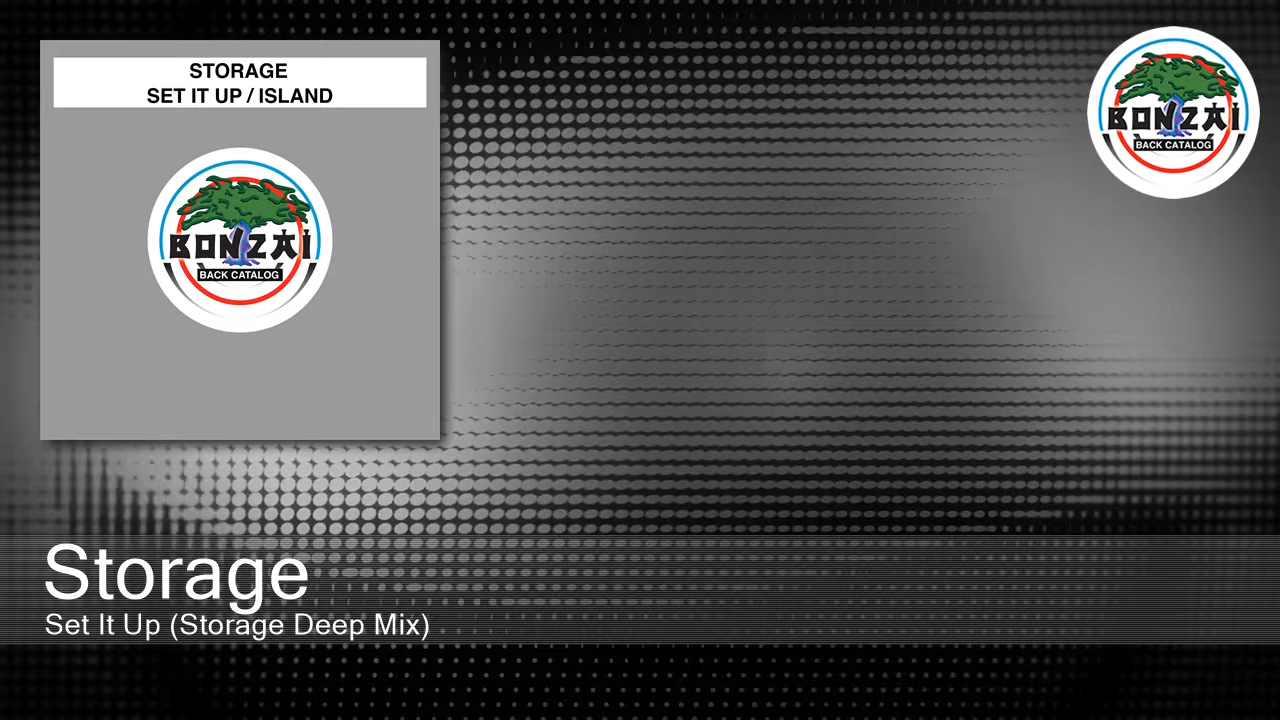 STORAGE
SET IT UP / ISLAND
BONZAI
BACK CATALOG
BONZAI
BACK CATALOG
Storage
Set It Up (Storage Deep Mix)